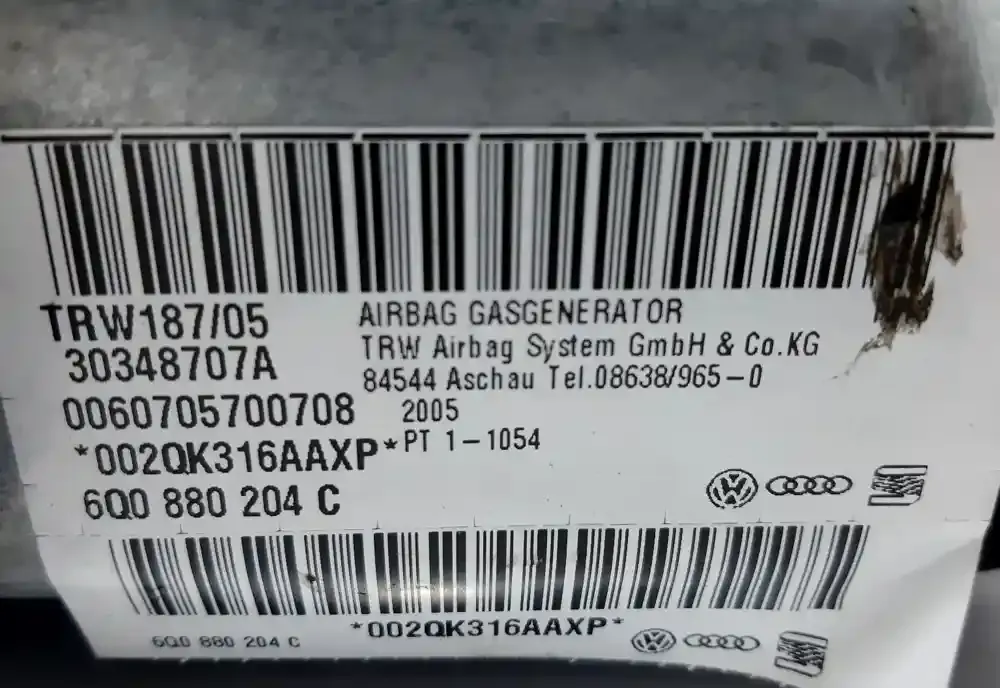 TRW187/05
30348707A
0060705700708
*002QK316AAXP*
6Q0 880 204 C
AIRBAG GASGENERATOR
TRW Airbag System GmbH & Co.KG
84544 Aschau Tel.08638/965-0
2005
PT 1-1054
*002QK316AAXP*
6Q0 880 204 C